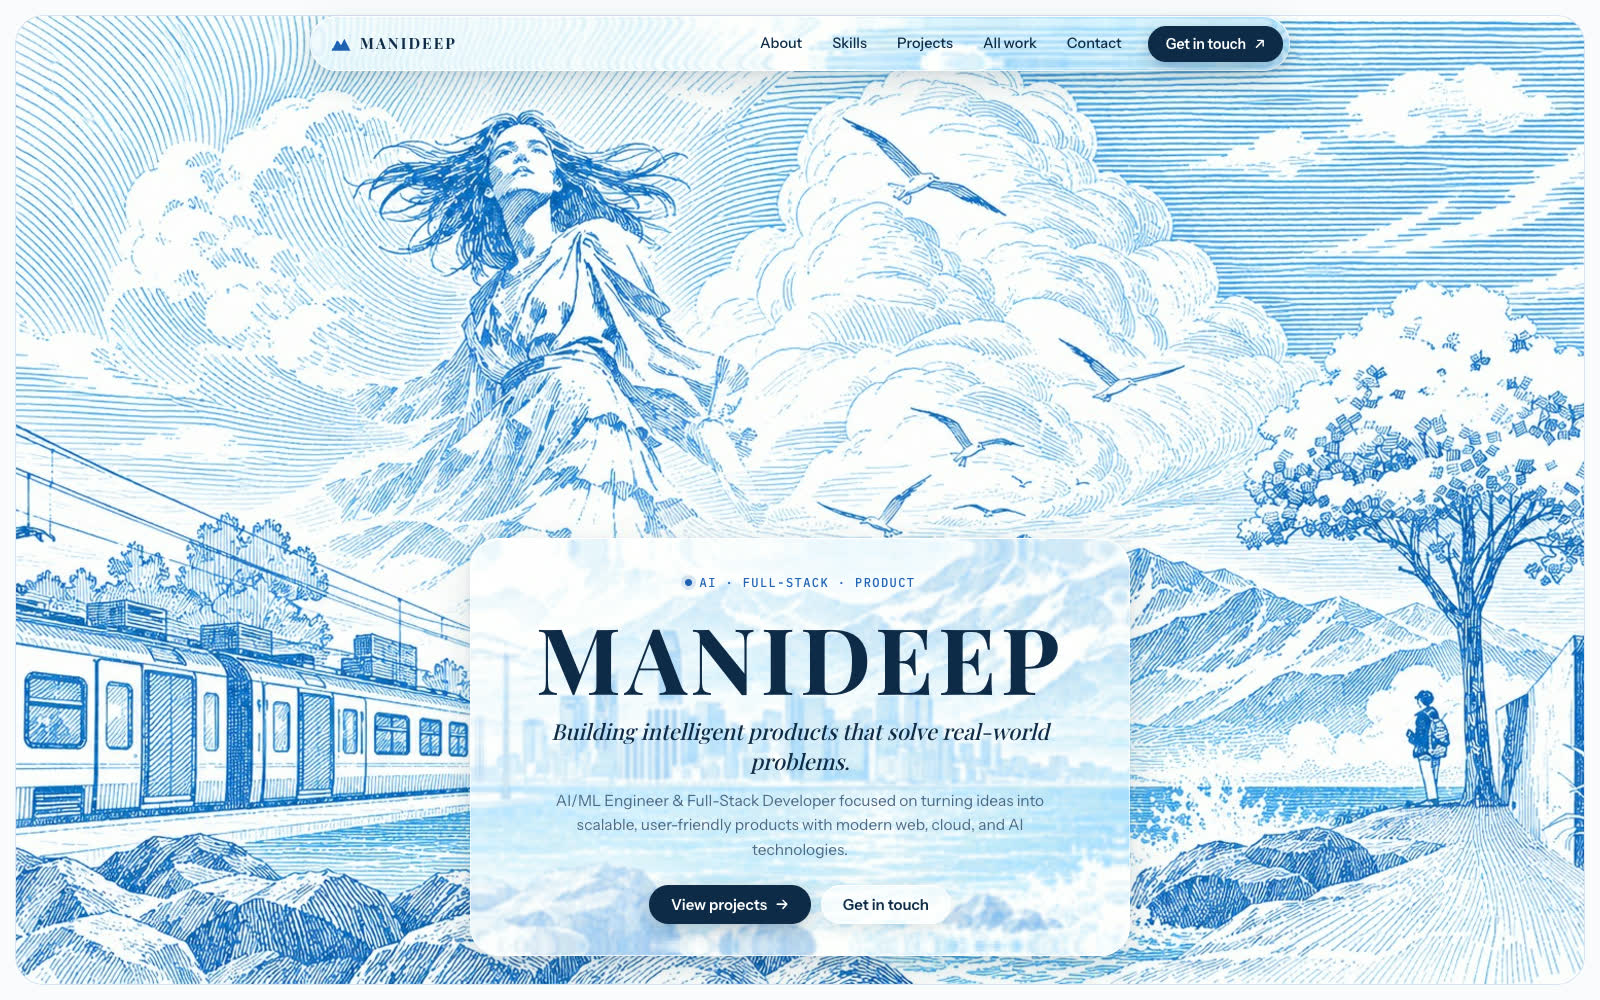 MANIDEEP
About
Skills
Projects
All work
Contact
Get in touch ↗
AI · FULL-STACK · PRODUCT
MANIDEEP
Building intelligent products that solve real-world
problems.
AI/ML Engineer & Full-Stack Developer focused on turning ideas into
scalable, user-friendly products with modern web, cloud, and AI
technologies.
View projects →
Get in touch